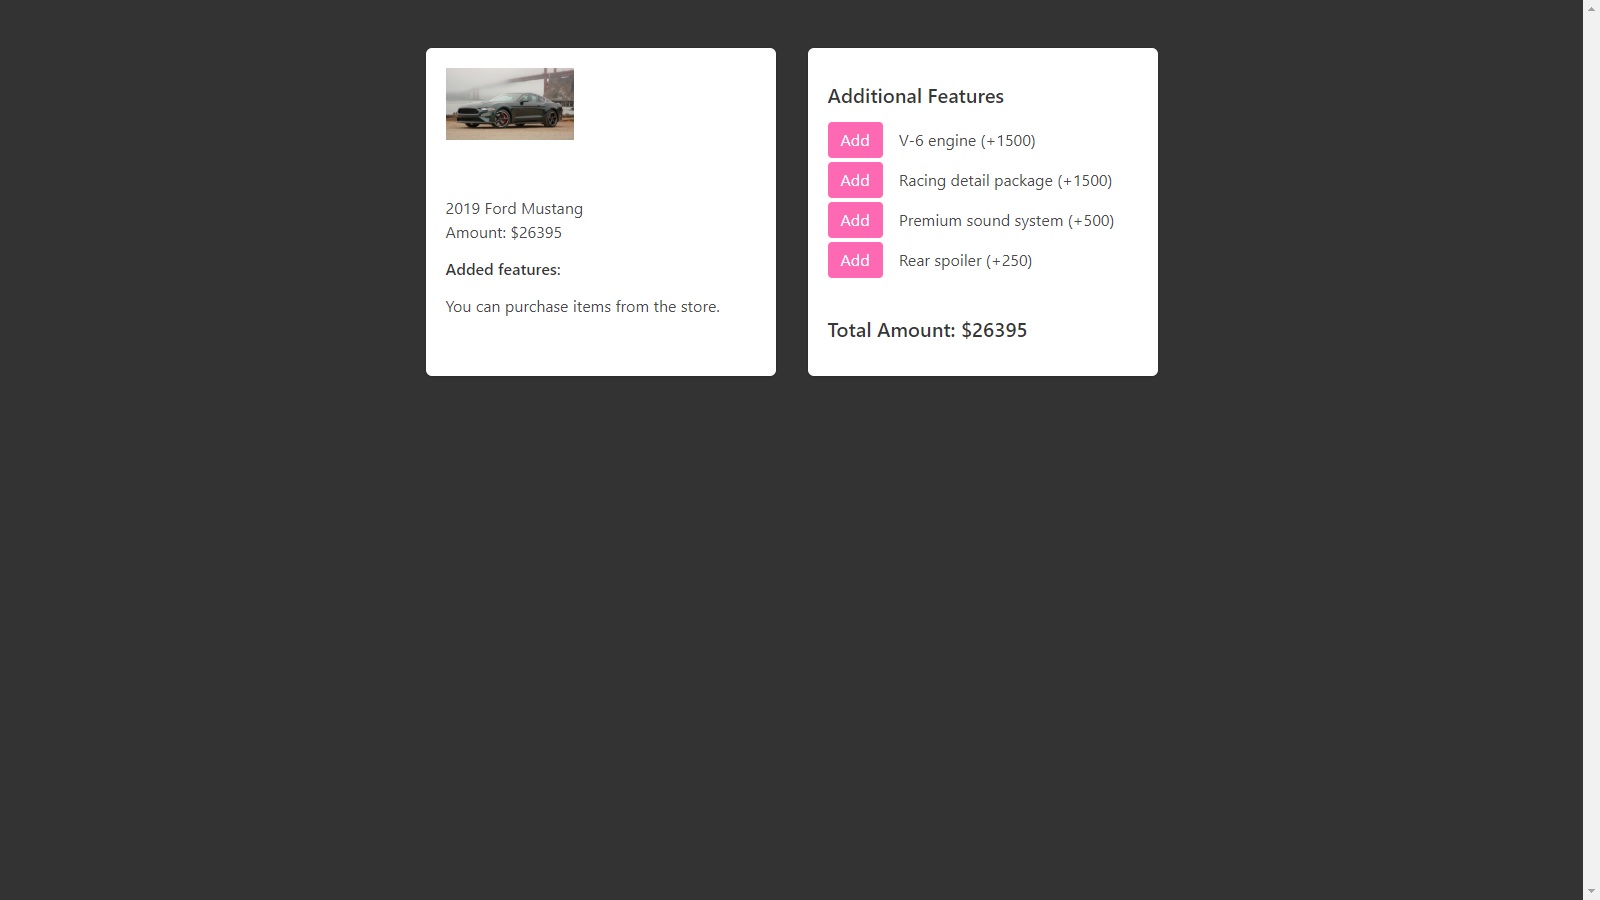 2019 Ford Mustang
Amount: $26395
Added features:
You can purchase items from the store.
Additional Features
Add V-6 engine (+1500)
Add Racing detail package (+1500)
Add Premium sound system (+500)
Add Rear spoiler (+250)
Total Amount: $26395